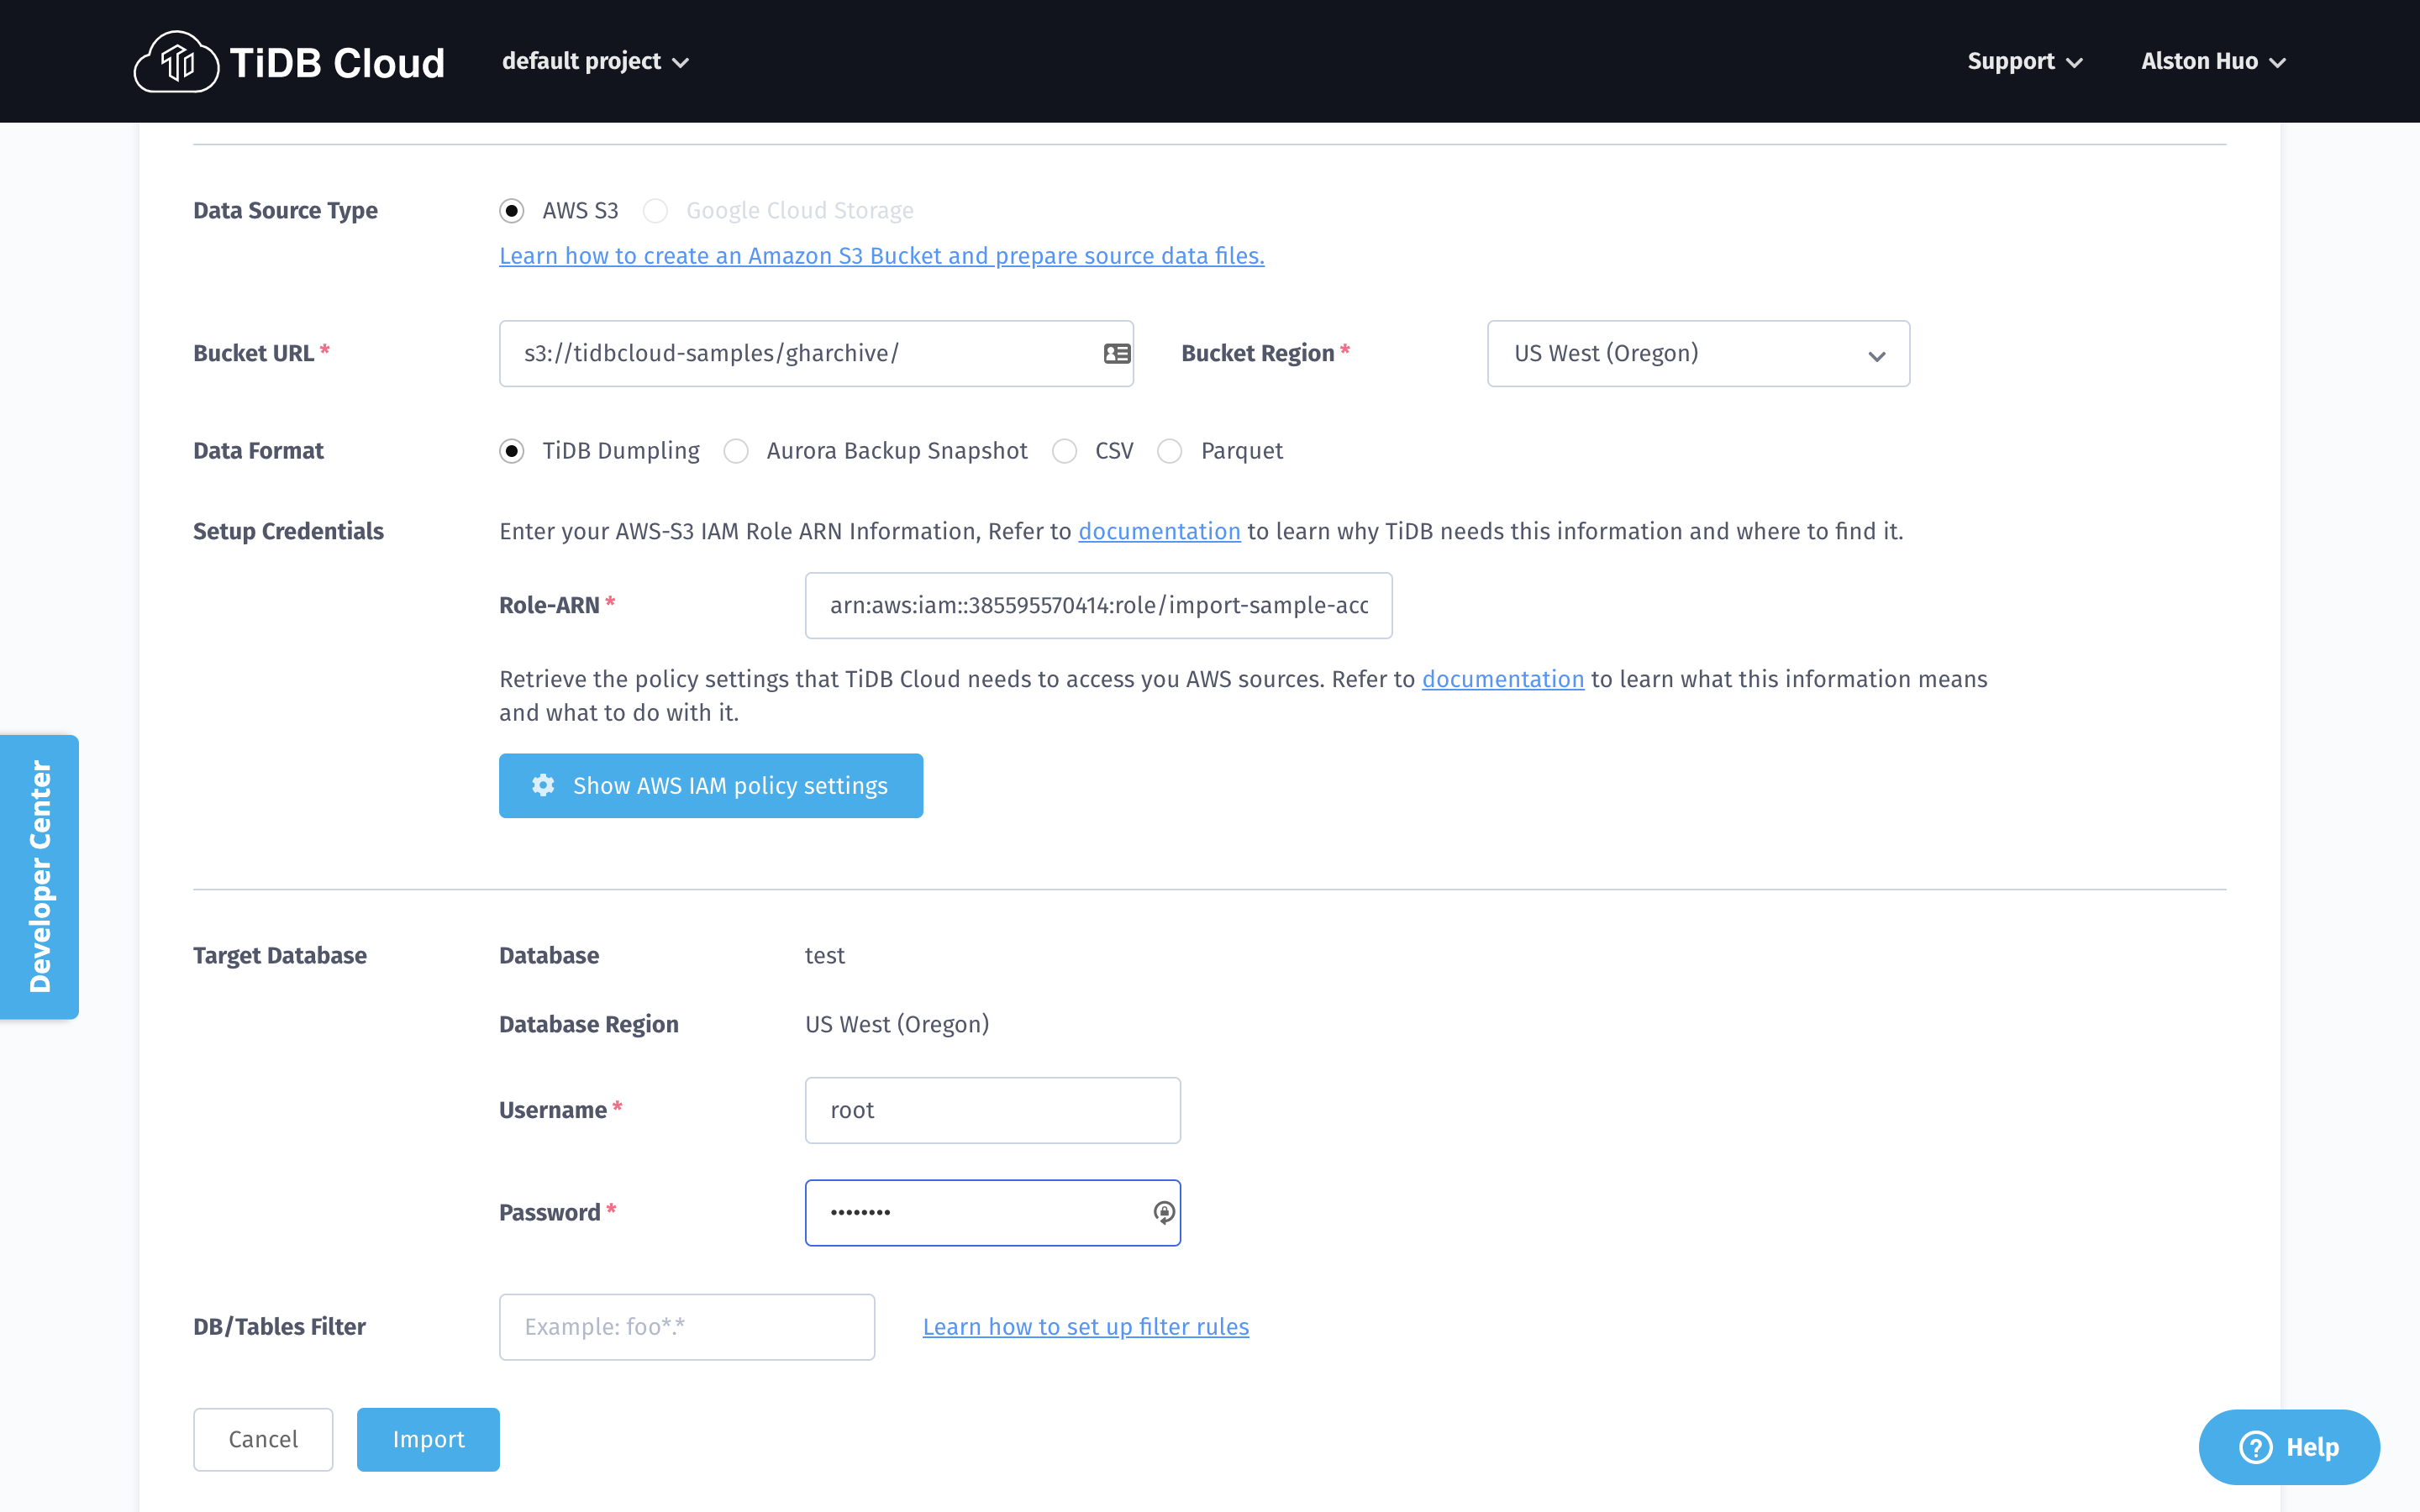 TiDB Cloud
default project
Support
Alston Huo
Data Source Type
AWS S3
Google Cloud Storage
Learn how to create an Amazon S3 Bucket and prepare source data files.
Bucket URL *
s3://tidbcloud-samples/gharchive/
Bucket Region *
US West (Oregon)
Data Format
TiDB Dumpling
Aurora Backup Snapshot
CSV
Parquet
Setup Credentials
Enter your AWS-S3 IAM Role ARN Information, Refer to documentation to learn why TiDB needs this information and where to find it.
Role-ARN *
arn:aws:iam::385595570414:role/import-sample-acc
Retrieve the policy settings that TiDB Cloud needs to access you AWS sources. Refer to documentation to learn what this information means
and what to do with it.
Show AWS IAM policy settings
Developer Center
Target Database
Database
test
Database Region
US West (Oregon)
Username *
root
Password *
••••••••
DB/Tables Filter
Example: foo*.*
Learn how to set up filter rules
Cancel
Import
Help